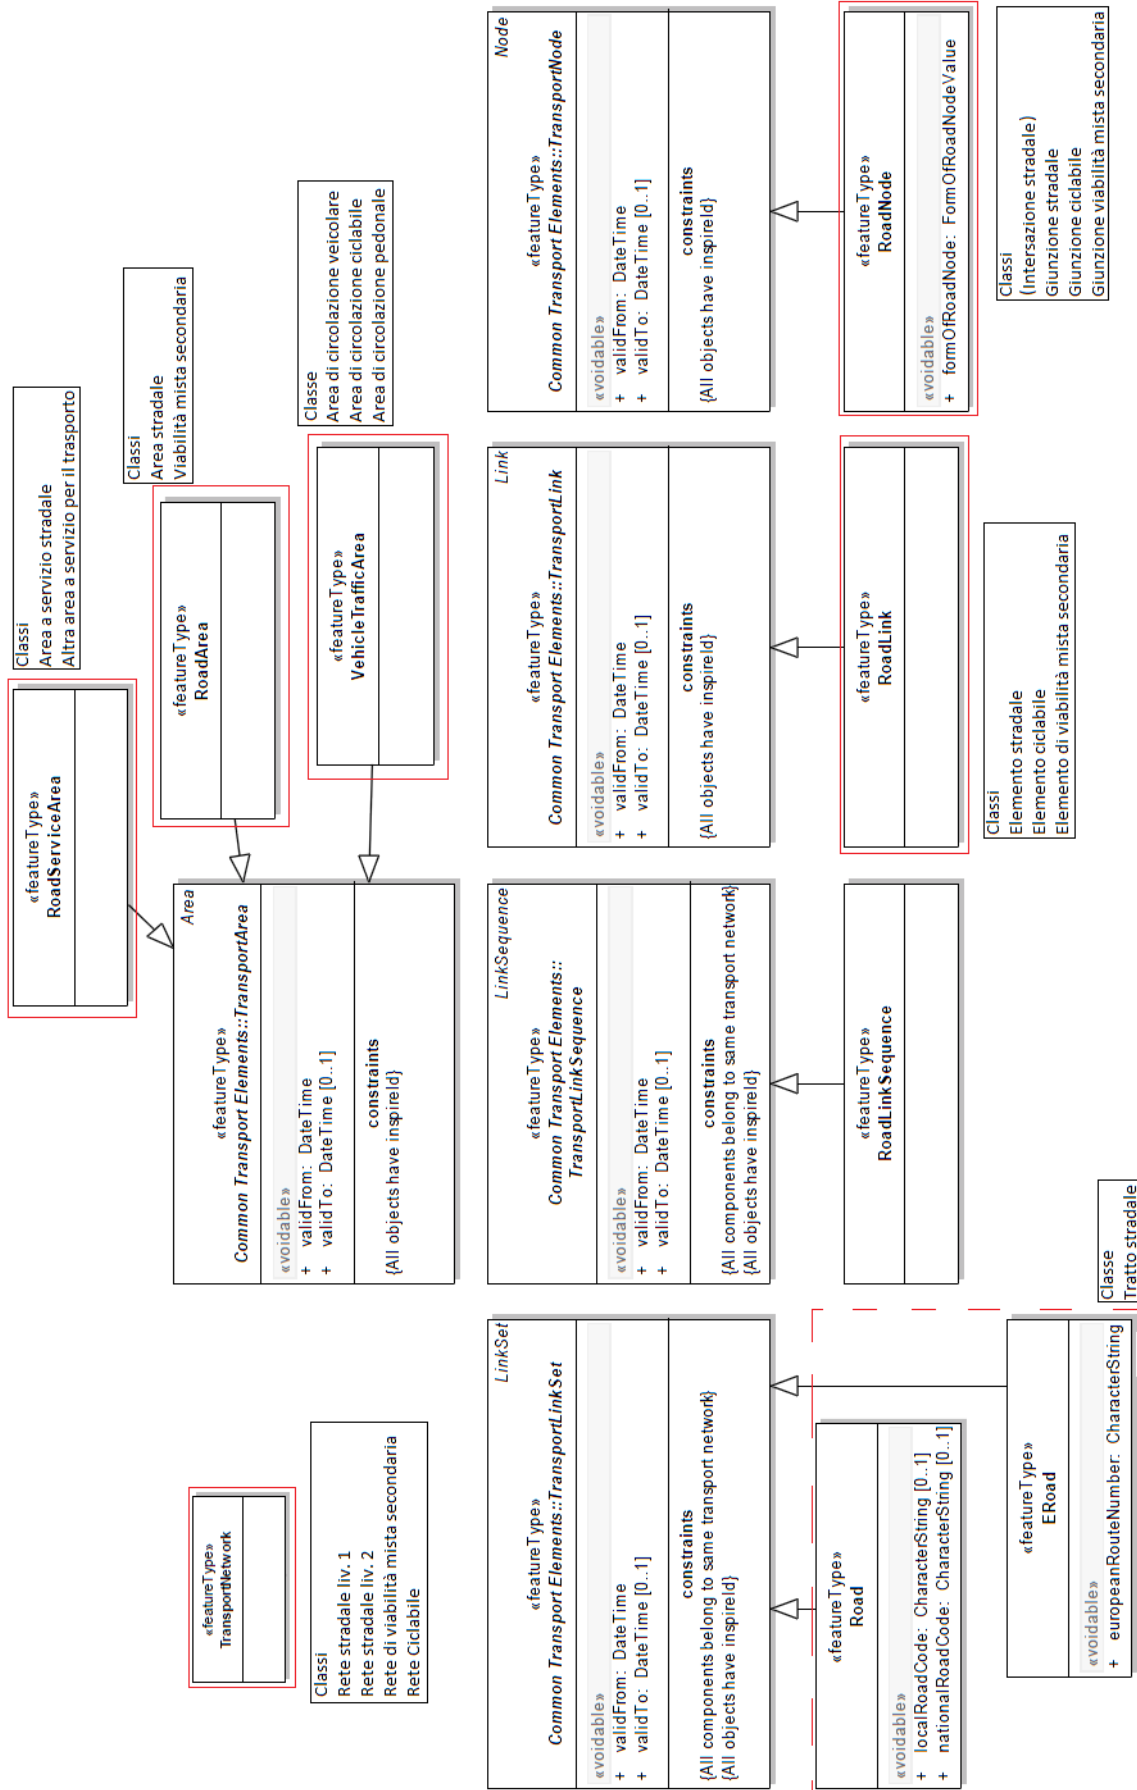 «featureType»
TransportNetwork
Classi
Rete stradale liv. 1
Rete stradale liv. 2
Rete di viabilità mista secondaria
Rete Ciclabile
«featureType»
RoadServiceArea
Classi
Area a servizio stradale
Altra area a servizio per il trasporto
«featureType»
RoadArea
Classi
Area stradale
Viabilità mista secondaria
«featureType»
VehicleTrafficArea
Classe
Area di circolazione veicolare
Area di circolazione ciclabile
Area di circolazione pedonale
Area
«featureType»
Common Transport Elements::TransportArea
«voidable»
+ validFrom: DateTime
+ validTo: DateTime [0..1]
constraints
{All objects have inspireId}
LinkSet
«featureType»
Common Transport Elements::TransportLinkSet
«voidable»
+ validFrom: DateTime
+ validTo: DateTime [0..1]
constraints
{All components belong to same transport network}
{All objects have inspireId}
LinkSequence
«featureType»
Common Transport Elements::
TransportLinkSequence
«voidable»
+ validFrom: DateTime
+ validTo: DateTime [0..1]
constraints
{All components belong to same transport network}
{All objects have inspireId}
Link
«featureType»
Common Transport Elements::TransportLink
«voidable»
+ validFrom: DateTime
+ validTo: DateTime [0..1]
constraints
{All objects have inspireId}
Node
«featureType»
Common Transport Elements::TransportNode
«voidable»
+ validFrom: DateTime
+ validTo: DateTime [0..1]
constraints
{All objects have inspireId}
«featureType»
Road
«voidable»
+ localRoadCode: CharacterString [0..1]
+ nationalRoadCode: CharacterString [0..1]
«featureType»
ERoad
«voidable»
+ europeanRouteNumber: CharacterString
Classe
Tratto stradale
«featureType»
RoadLinkSequence
«featureType»
RoadLink
Classi
Elemento stradale
Elemento ciclabile
Elemento di viabilità mista secondaria
«featureType»
RoadNode
«voidable»
+ formOfRoadNode: FormOfRoadNodeValue
Classi
(Intersazione stradale)
Giunzione stradale
Giunzione ciclabile
Giunzione viabilità mista secondaria